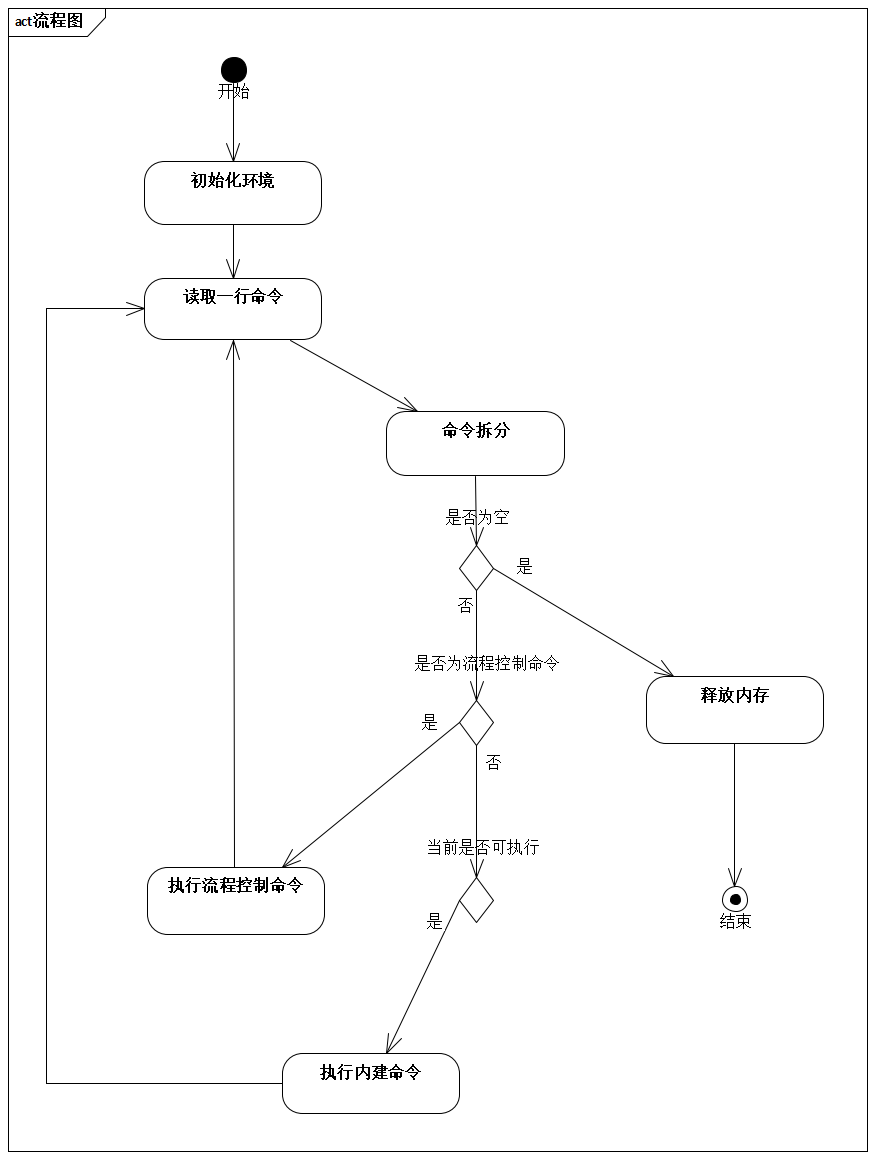 act流程图
开始
初始化环境
读取一行命令
命令拆分
是否为空
是
否
是否为流程控制命令
释放内存
是
否
当前是否可执行
执行流程控制命令
是
结束
执行内建命令